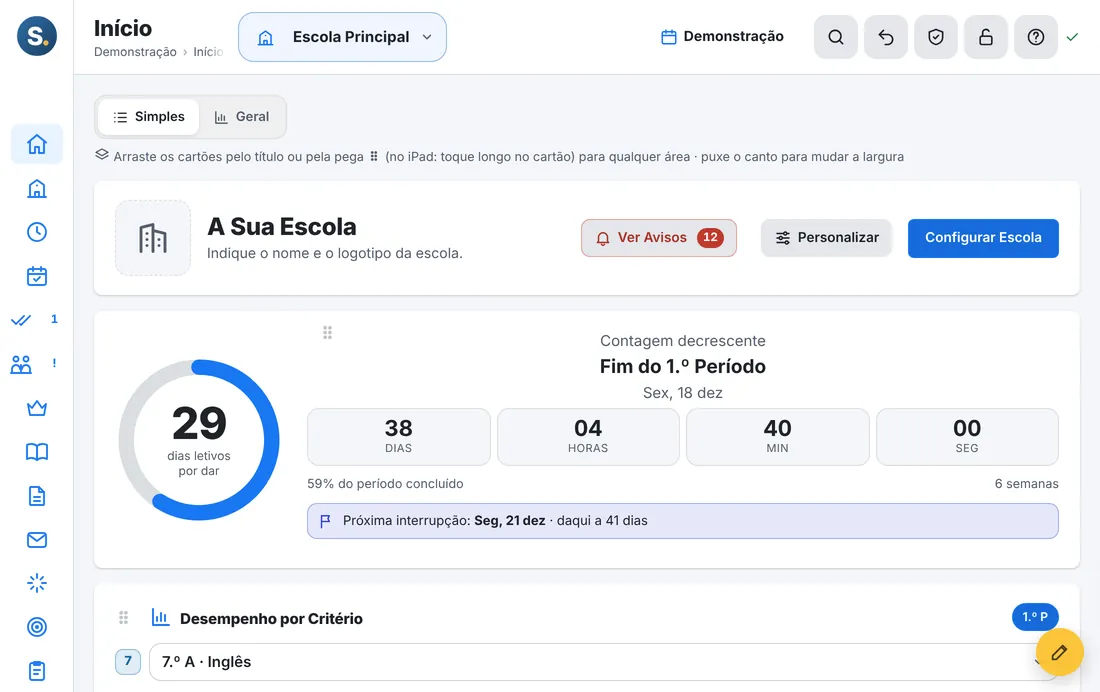 S.
Início
Demonstração › Início
Escola Principal
Demonstração
Simples
Geral
Arraste os cartões pelo título ou pela pega ⠿ (no iPad: toque longo no cartão) para qualquer área · puxe o canto para mudar a largura
A Sua Escola
Indique o nome e o logotipo da escola.
Ver Avisos 12
Personalizar
Configurar Escola
1
!
29
dias letivos
por dar
Contagem decrescente
Fim do 1.º Período
Sex, 18 dez
38
DIAS
04
HORAS
40
MIN
00
SEG
59% do período concluído
6 semanas
Próxima interrupção: Seg, 21 dez · daqui a 41 dias
Desempenho por Critério
1.º P
7
7.º A · Inglês